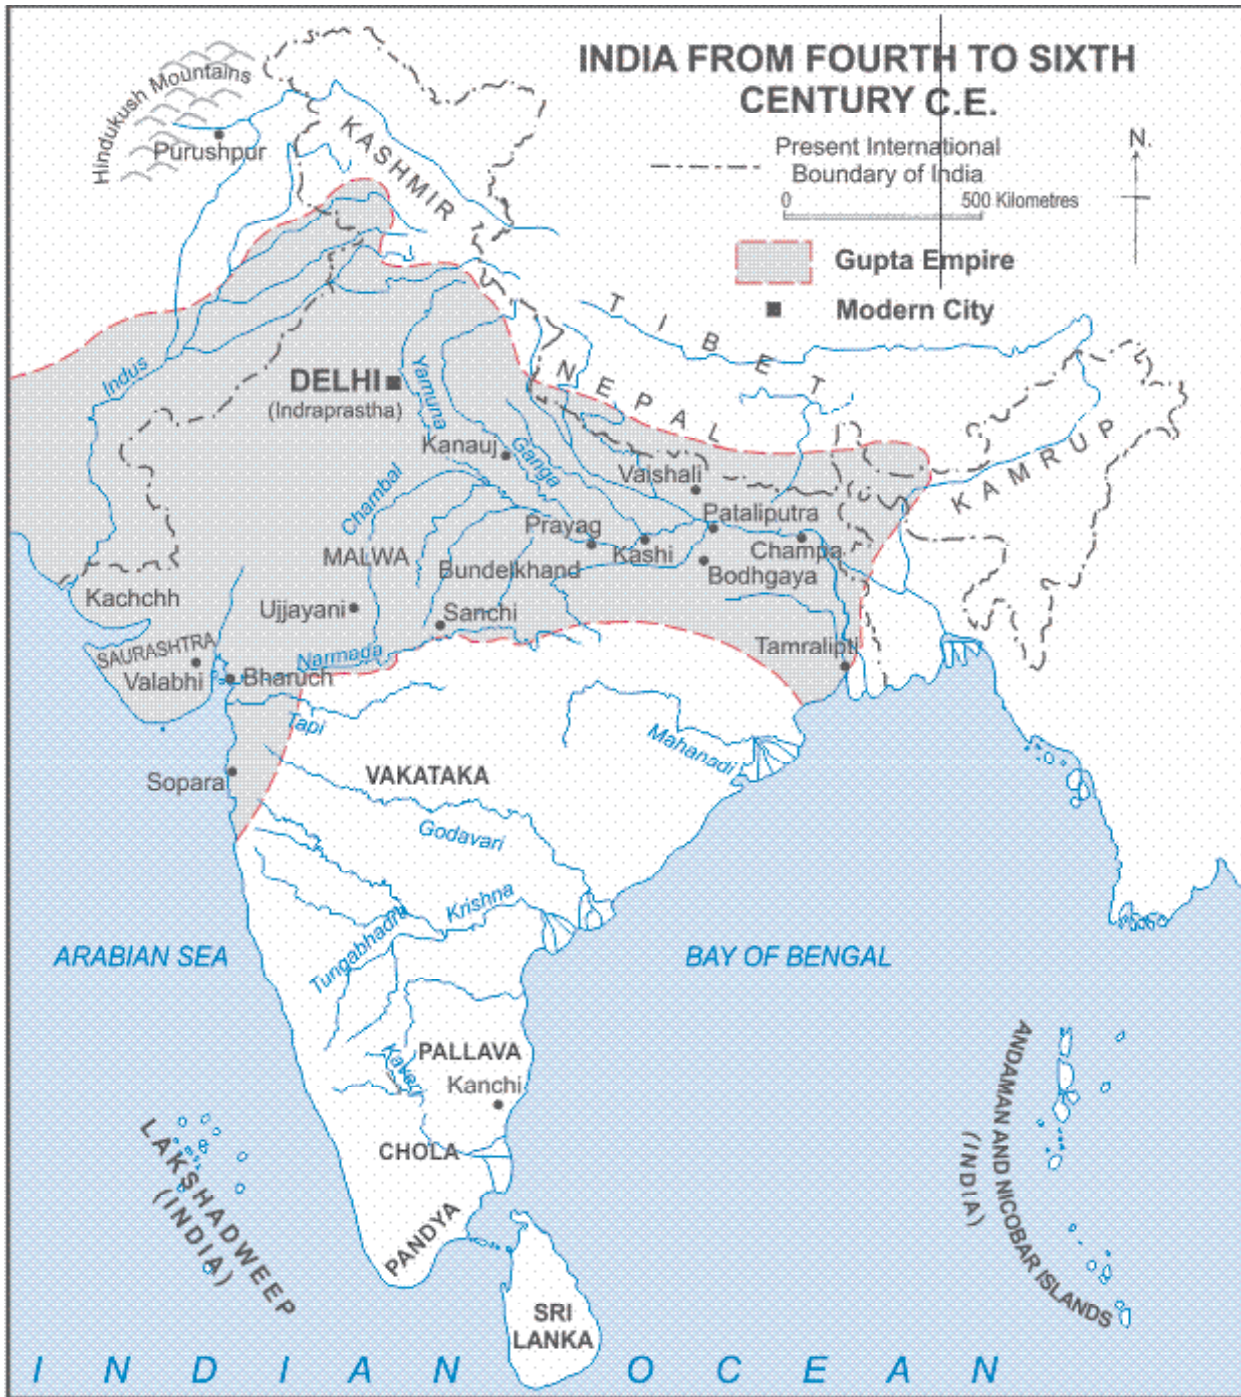 INDIA FROM FOURTH TO SIXTH
CENTURY C.E.
Present International
Boundary of India
0 500 Kilometres
Gupta Empire
Modern City
N.
Hindukush Mountains
Purushpur
KASHMIR
TIBET
NEPAL
KAMRUP
Indus
DELHI
(Indraprastha)
Yamuna
Kanauj
Ganga
Vaishali
Chambal
Pataliputra
Prayag
Kashi
Champa
MALWA
Bundelkhand
Bodhgaya
Kachchh
Ujjayani
Sanchi
SAURASHTRA
Valabhi
Narmada
Bharuch
Tamralipti
Tapi
Mahanadi
Sopara
VAKATAKA
Godavari
Krishna
Tungabhadra
ARABIAN SEA
BAY OF BENGAL
PALLAVA
Kaveri
Kanchi
CHOLA
PANDYA
LAKSHADWEEP
(INDIA)
ANDAMAN AND NICOBAR ISLANDS
(INDIA)
SRI
LANKA
INDIAN OCEAN